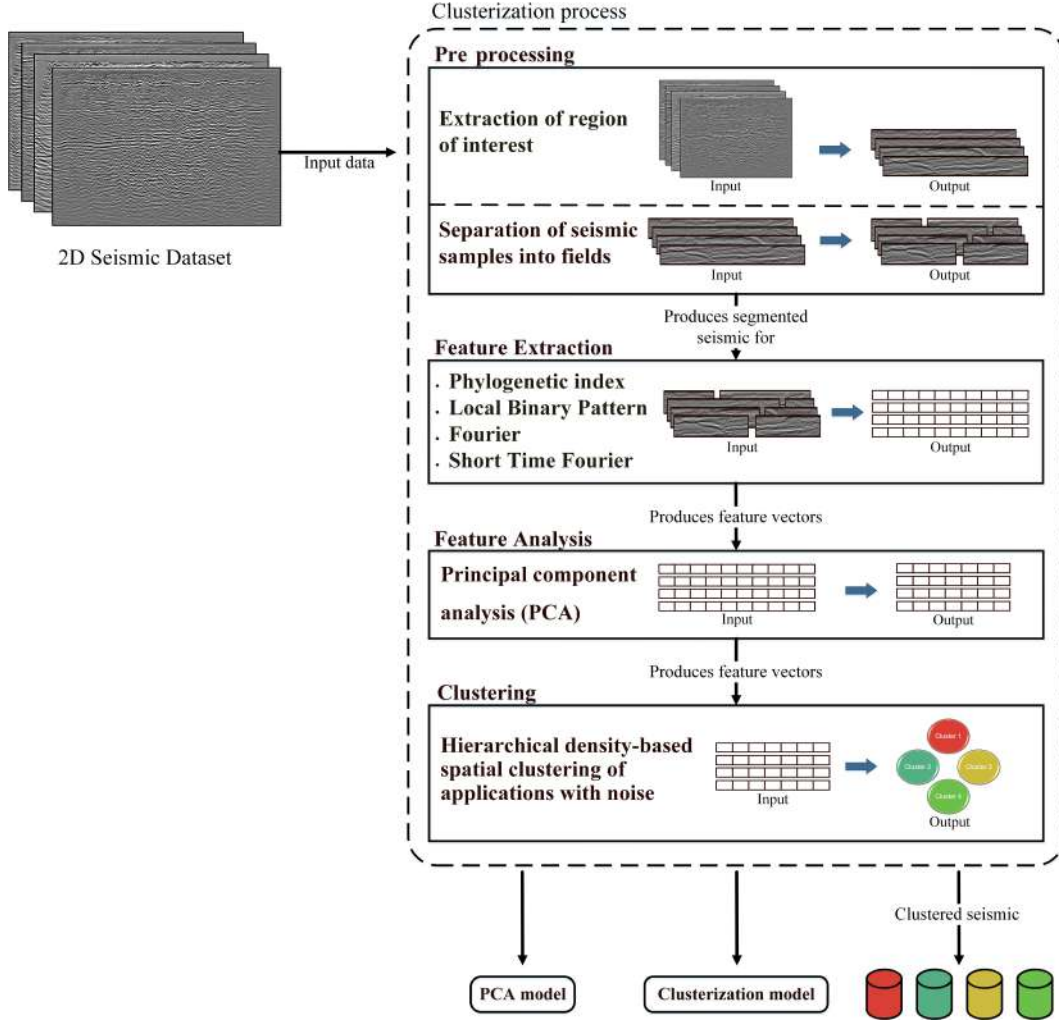 Clusterization process
2D Seismic Dataset
Input data
Pre processing
Extraction of region
of interest
Input
Output
Separation of seismic
samples into fields
Input
Output
Produces segmented
seismic for
Feature Extraction
. Phylogenetic index
. Local Binary Pattern
. Fourier
. Short Time Fourier
Input
Output
Produces feature vectors
Feature Analysis
Principal component
analysis (PCA)
Input
Output
Produces feature vectors
Clustering
Hierarchical density-based
spatial clustering of
applications with noise
Input
Cluster 1
Cluster
Cluster
Cluster
Output
Clustered seismic
PCA model
Clusterization model